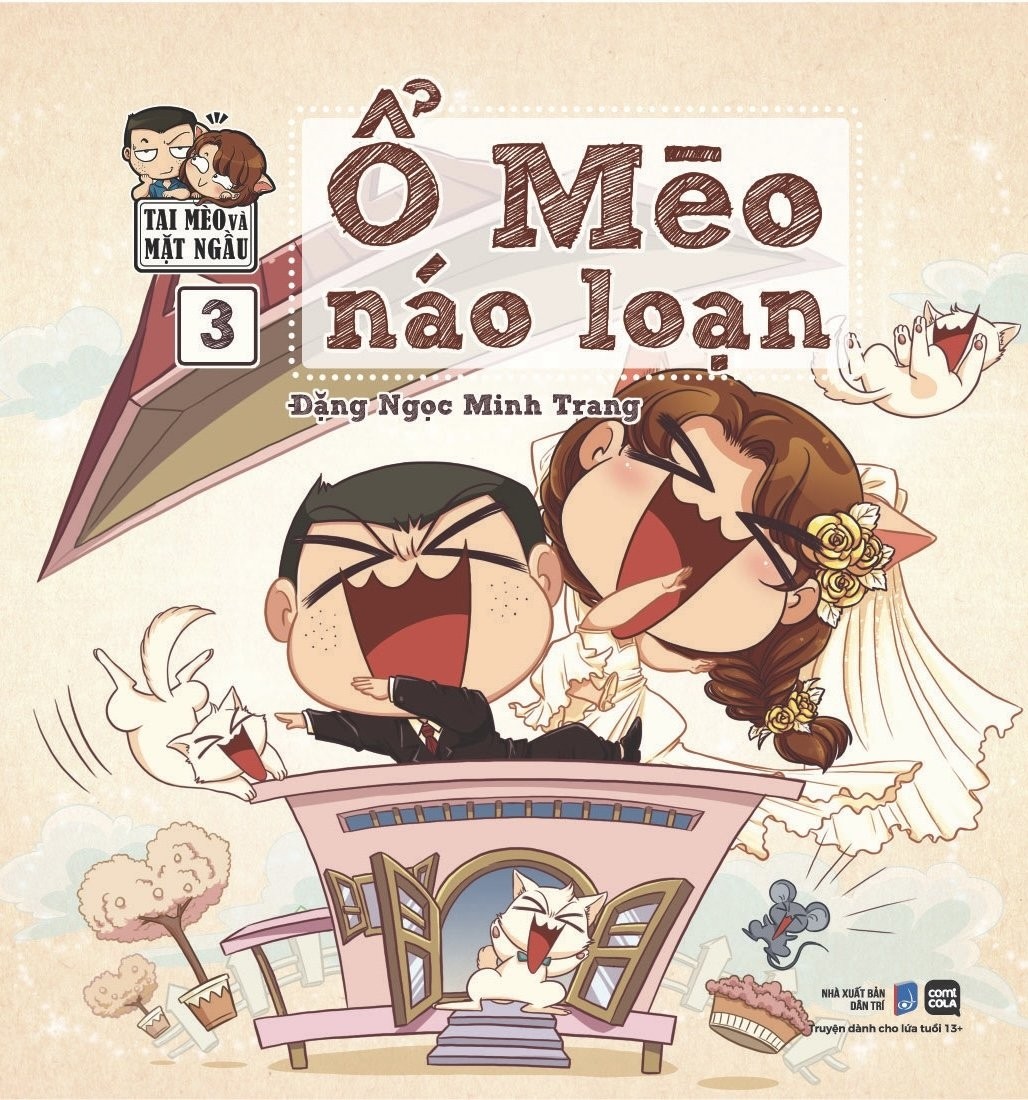 Ổ Mēo
náo loạn
TAI MÈO VÀ
MẶT NGẦU
3
Đặng Ngọc Minh Trang
NHÀ XUẤT BẢN
DÂN TRÍ
comi
COLA
Truyện dành cho lứa tuổi 13+